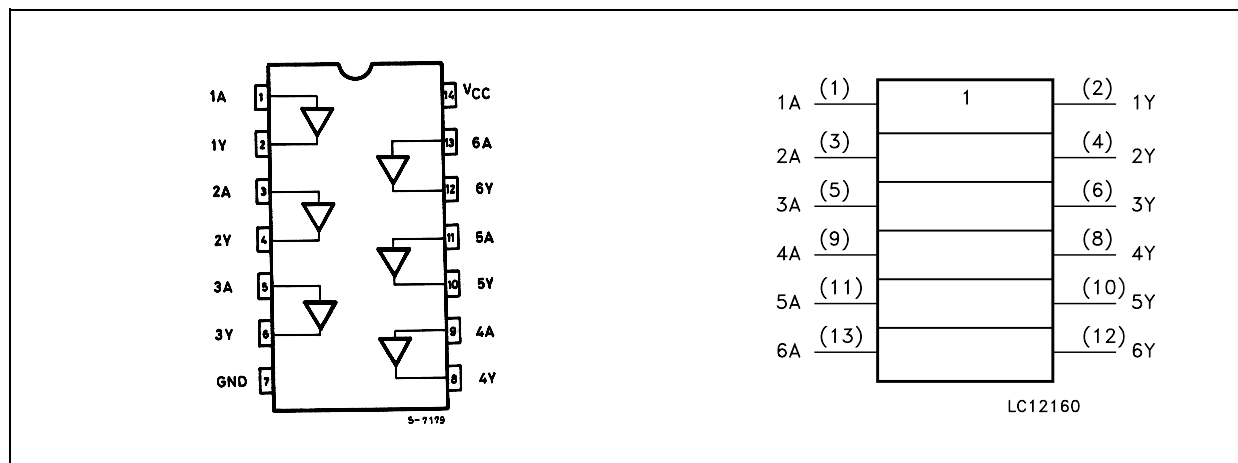 1A 1 14 VCC
1Y 2 13 6A
2A 3 12 6Y
2Y 4 11 5A
3A 5 10 5Y
3Y 6 9 4A
GND 7 8 4Y
S-7179
1A (1) 1 (2) 1Y
2A (3) (4) 2Y
3A (5) (6) 3Y
4A (9) (8) 4Y
5A (11) (10) 5Y
6A (13) (12) 6Y
LC12160